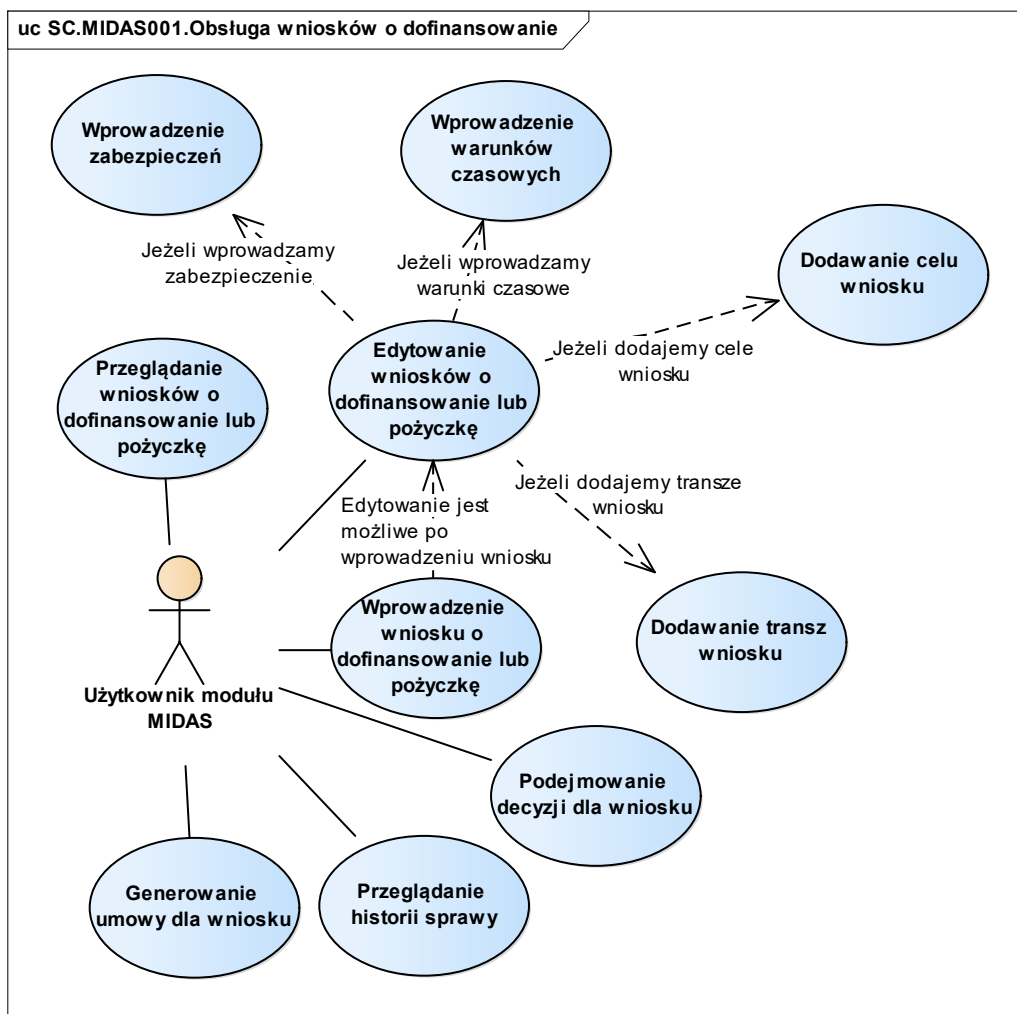 uc SC.MIDAS001.Obsługa wniosków o dofinansowanie
Wprowadzenie
zabezpieczeń
Wprowadzenie
warunków
czasowych
Jeżeli wprowadzamy
zabezpieczenie
Jeżeli wprowadzamy
warunki czasowe
Dodawanie celu
wniosku
Edytowanie
wniosków o
dofinansowanie lub
pożyczkę
Jeżeli dodajemy cele
wniosku
Przeglądanie
wniosków o
dofinansowanie lub
pożyczkę
Jeżeli dodajemy transze
wniosku
Edytowanie jest
możliwe po
wprowadzeniu wniosku
Wprowadzenie
wniosku o
dofinansowanie lub
pożyczkę
Dodawanie transz
wniosku
Użytkownik modułu
MIDAS
Podejmowanie
decyzji dla wniosku
Generowanie
umowy dla wniosku
Przeglądanie
historii sprawy